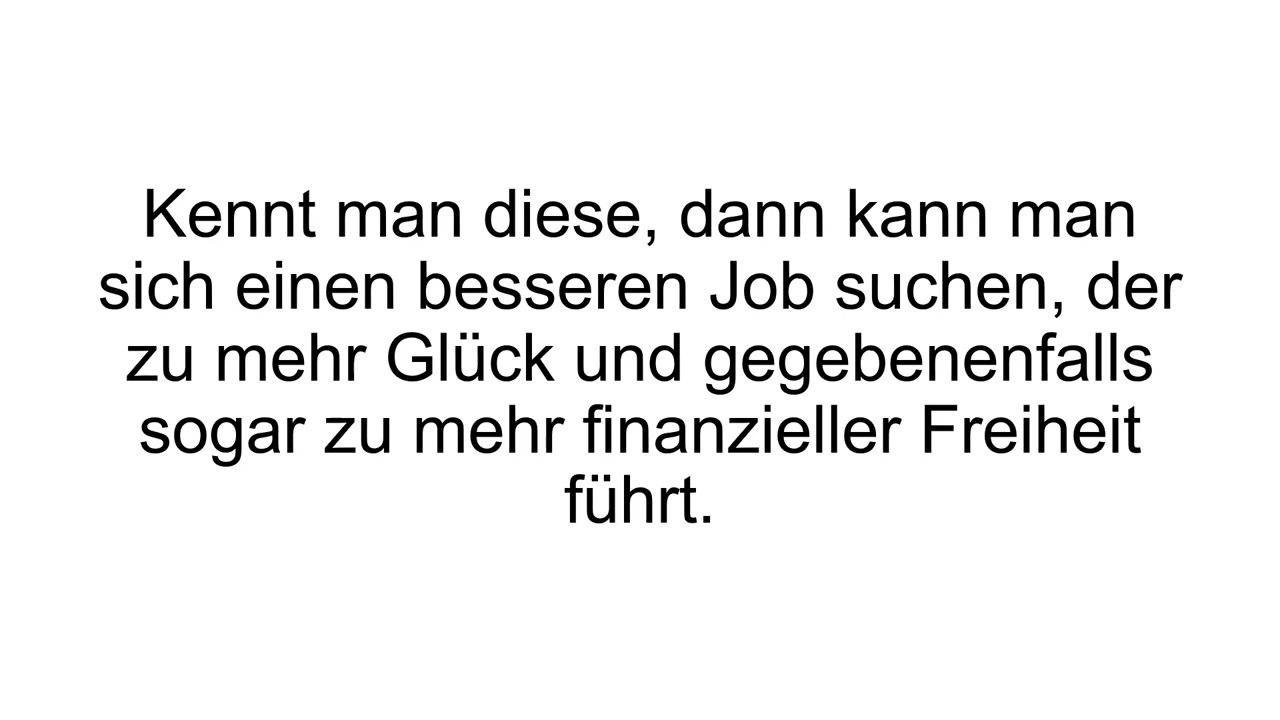 Kennt man diese, dann kann man
sich einen besseren Job suchen, der
zu mehr Glück und gegebenenfalls
sogar zu mehr finanzieller Freiheit
führt.